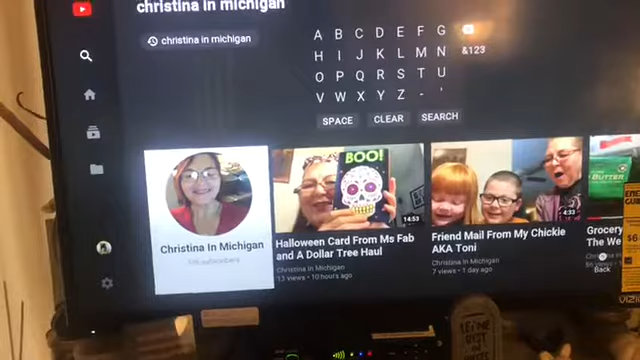 christina in michigan
christina in michigan
A B C D E F G
H I J K L M N
&123
O P Q R S T U
V W X Y Z - '
SPACE CLEAR SEARCH
Christina In Michigan
subscribers
BOO!
14:53
Halloween Card From Ms Fab
and A Dollar Tree Haul
Christina In Michigan
13 views • 10 hours ago
4:33
Friend Mail From My Chickie
AKA Toni
Christina In Michigan
7 views • 1 day ago
BUTTER
Grocery
The We
Back
$6
VIZIO